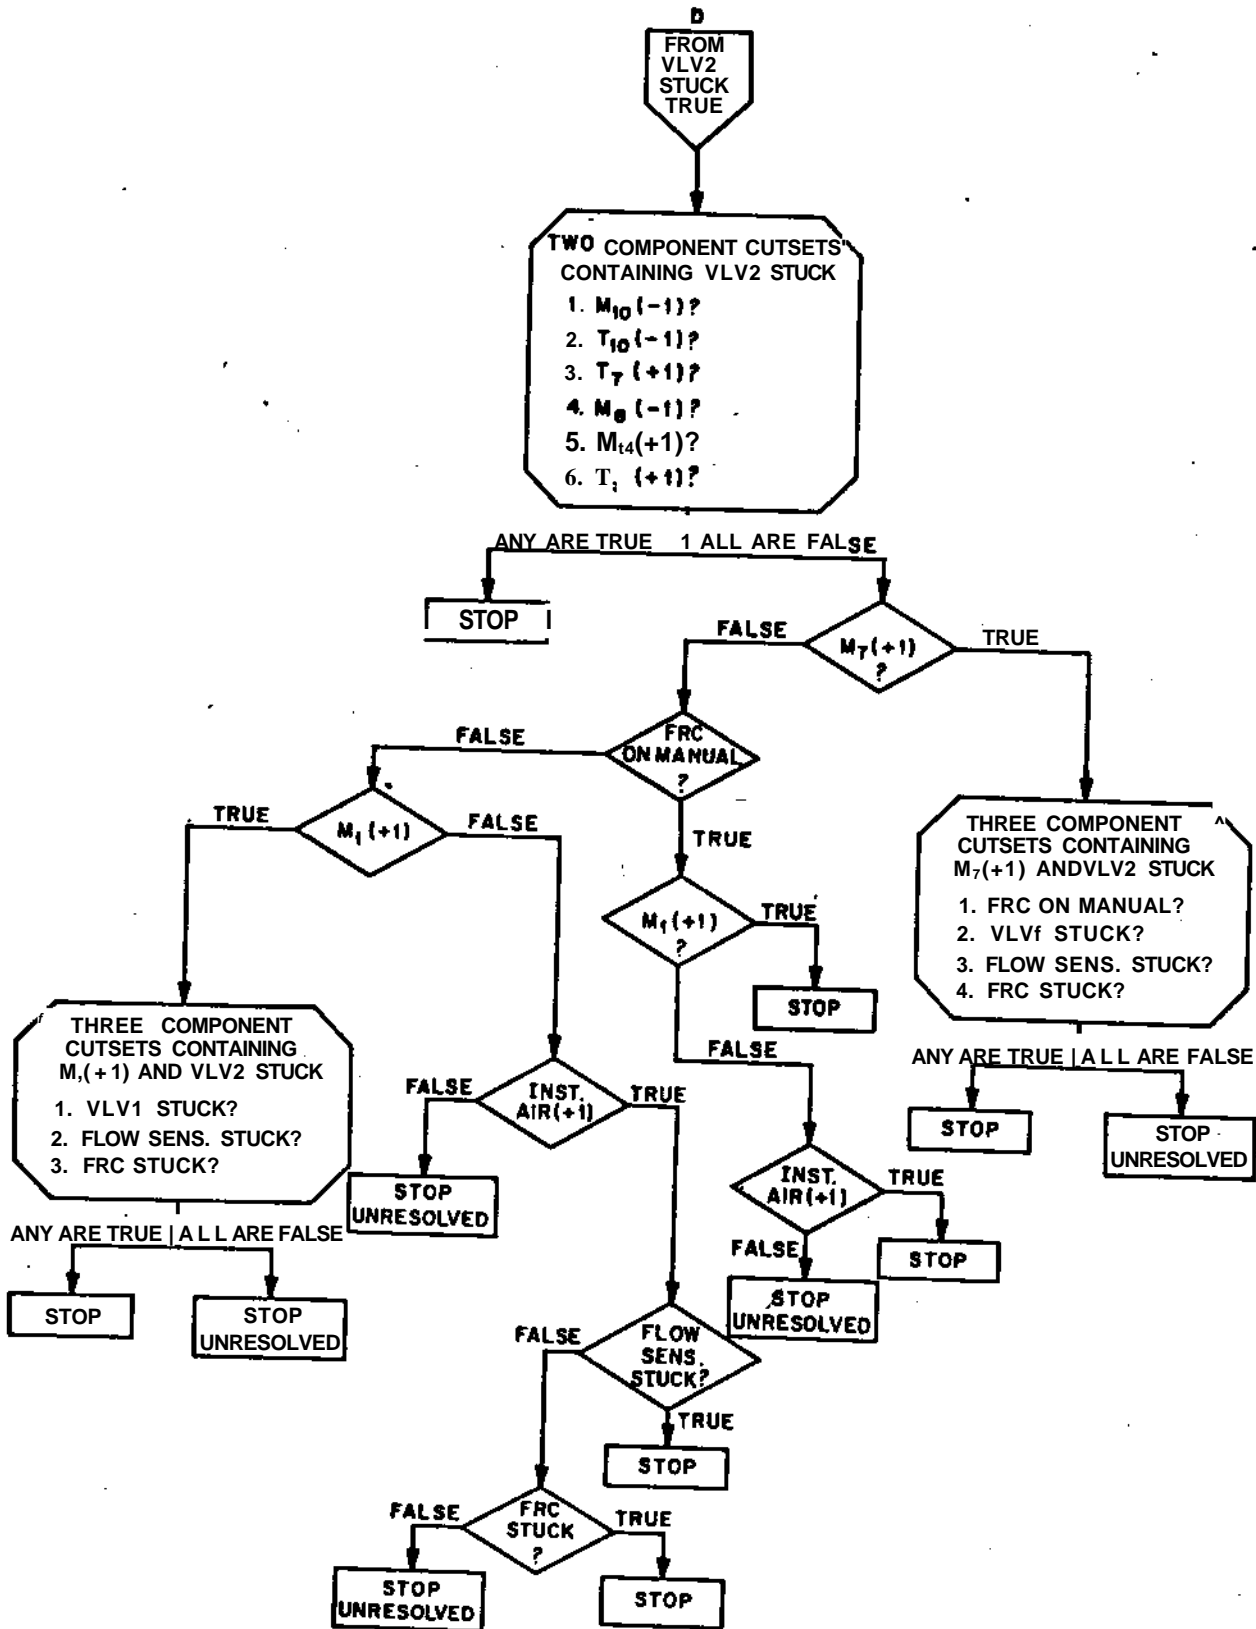 D
FROM
VLV2
STUCK
TRUE
TWO COMPONENT CUTSETS
CONTAINING VLV2 STUCK
1. M10 (-1)?
2. T10 (-1)?
3. T7 (+1)?
4. M8 (-1)?
5. Mt4(+1)?
6. T; (+1)?
ANY ARE TRUE 1 ALL ARE FALSE
STOP
M7(+1)
?
FALSE
TRUE
FRC
ON MANUAL
?
FALSE
TRUE
M1(+1)
TRUE
FALSE
M1(+1)
?
TRUE
STOP
FALSE
THREE COMPONENT ^
CUTSETS CONTAINING
M7(+1) ANDVLV2 STUCK
1. FRC ON MANUAL?
2. VLVf STUCK?
3. FLOW SENS. STUCK?
4. FRC STUCK?
ANY ARE TRUE | A L L ARE FALSE
STOP
STOP
UNRESOLVED
THREE COMPONENT
CUTSETS CONTAINING
M,(+1) AND VLV2 STUCK
1. VLV1 STUCK?
2. FLOW SENS. STUCK?
3. FRC STUCK?
ANY ARE TRUE | A L L ARE FALSE
STOP
STOP
UNRESOLVED
INST.
AIR(+1)
FALSE
TRUE
STOP
UNRESOLVED
INST.
AIR(+1)
TRUE
STOP
FALSE
STOP
UNRESOLVED
FLOW
SENS.
STUCK?
FALSE
TRUE
STOP
FRC
STUCK
?
FALSE
TRUE
STOP
UNRESOLVED
STOP